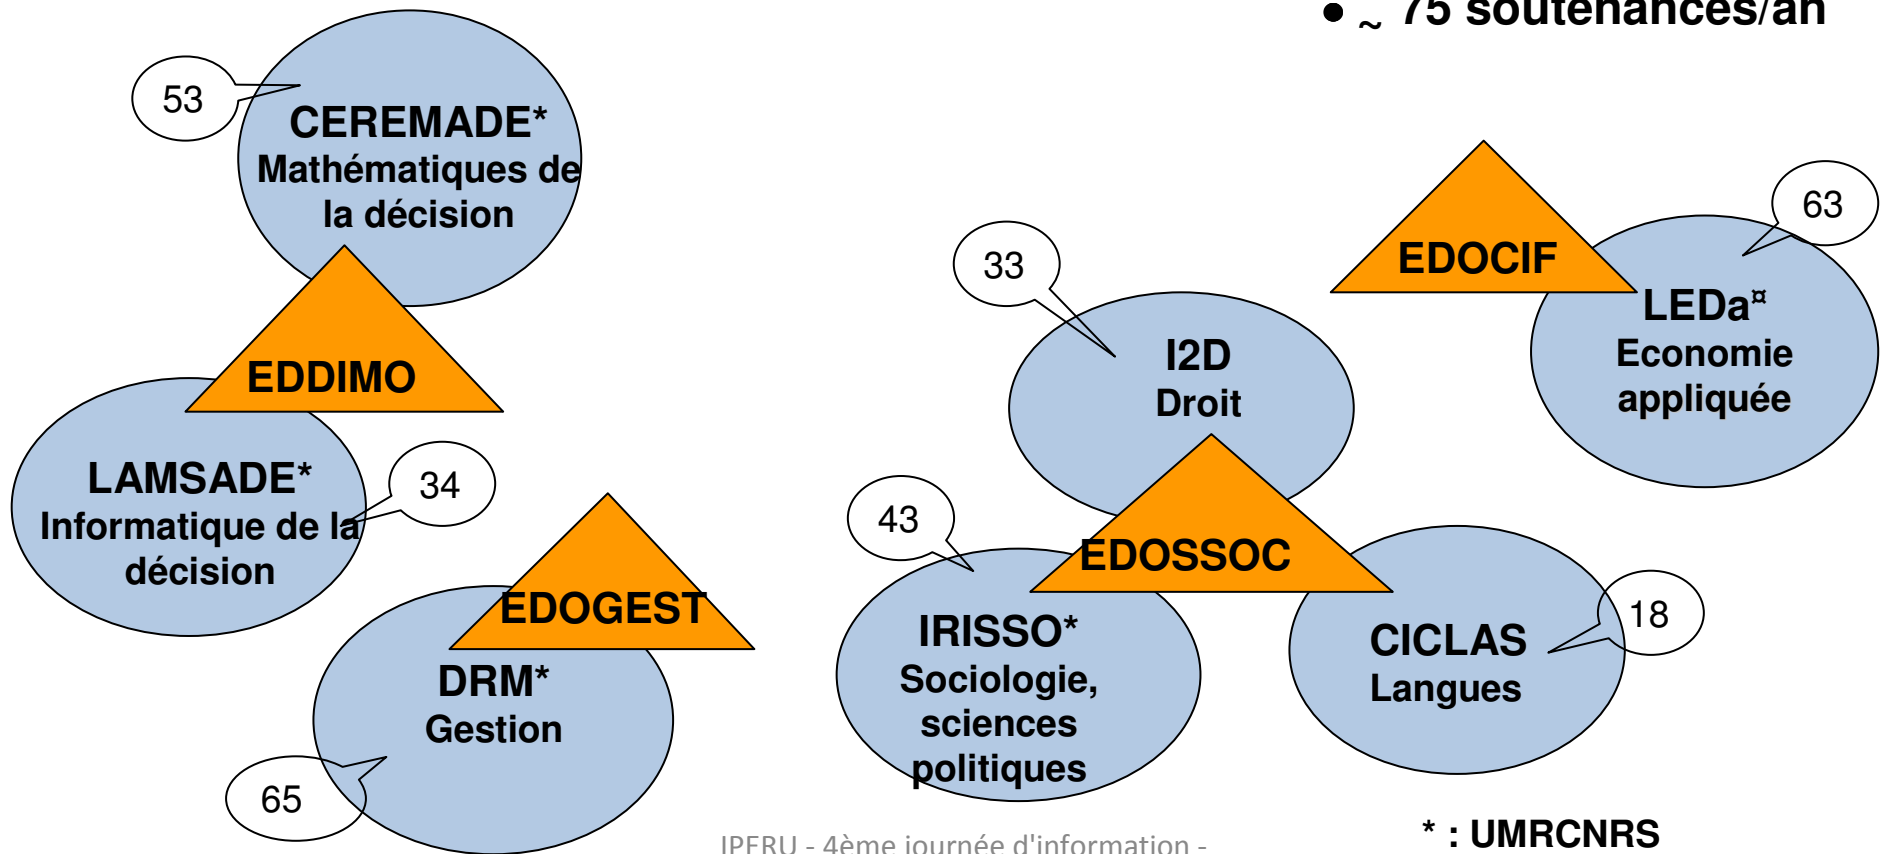 • ~ 75 soutenances/an
53
CEREMADE*
Mathématiques de
la décision
EDDIMO
LAMSADE*
Informatique de la
décision
34
EDOGEST
DRM*
Gestion
65
33
I2D
Droit
43
EDOSSOC
IRISSO*
Sociologie,
sciences
politiques
CICLAS
Langues
18
EDOCIF
63
LEDa¤
Economie
appliquée
* : UMRCNRS
IPFRU - 4ème journée d'information -